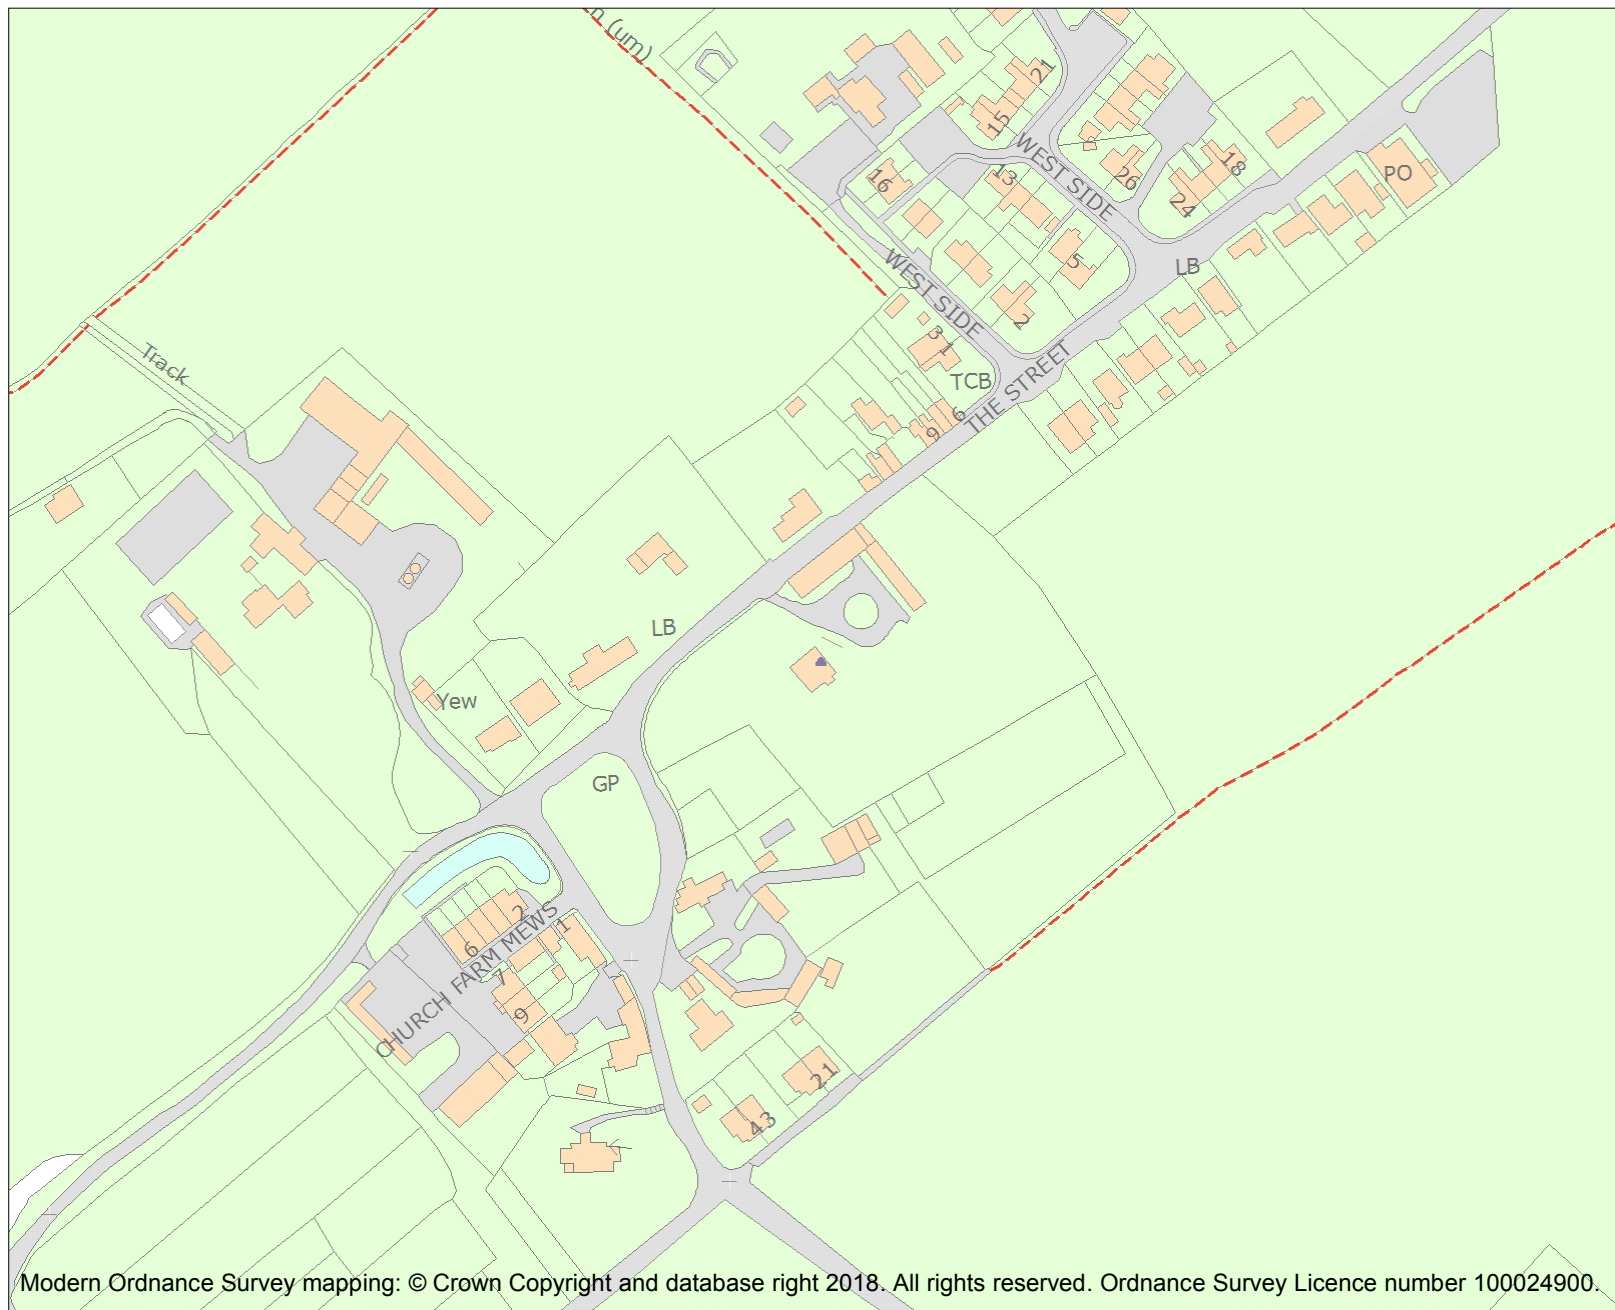 n (um)
21
15
WEST SIDE
16
13
26
18
24
PO
5
LB
WEST SIDE
2
31
TCB
THE STREET
6
9
Track
LB
Yew
GP
CHURCH FARM MEWS
2
1
6
7
9
21
43
Modern Ordnance Survey mapping: © Crown Copyright and database right 2018. All rights reserved. Ordnance Survey Licence number 100024900.